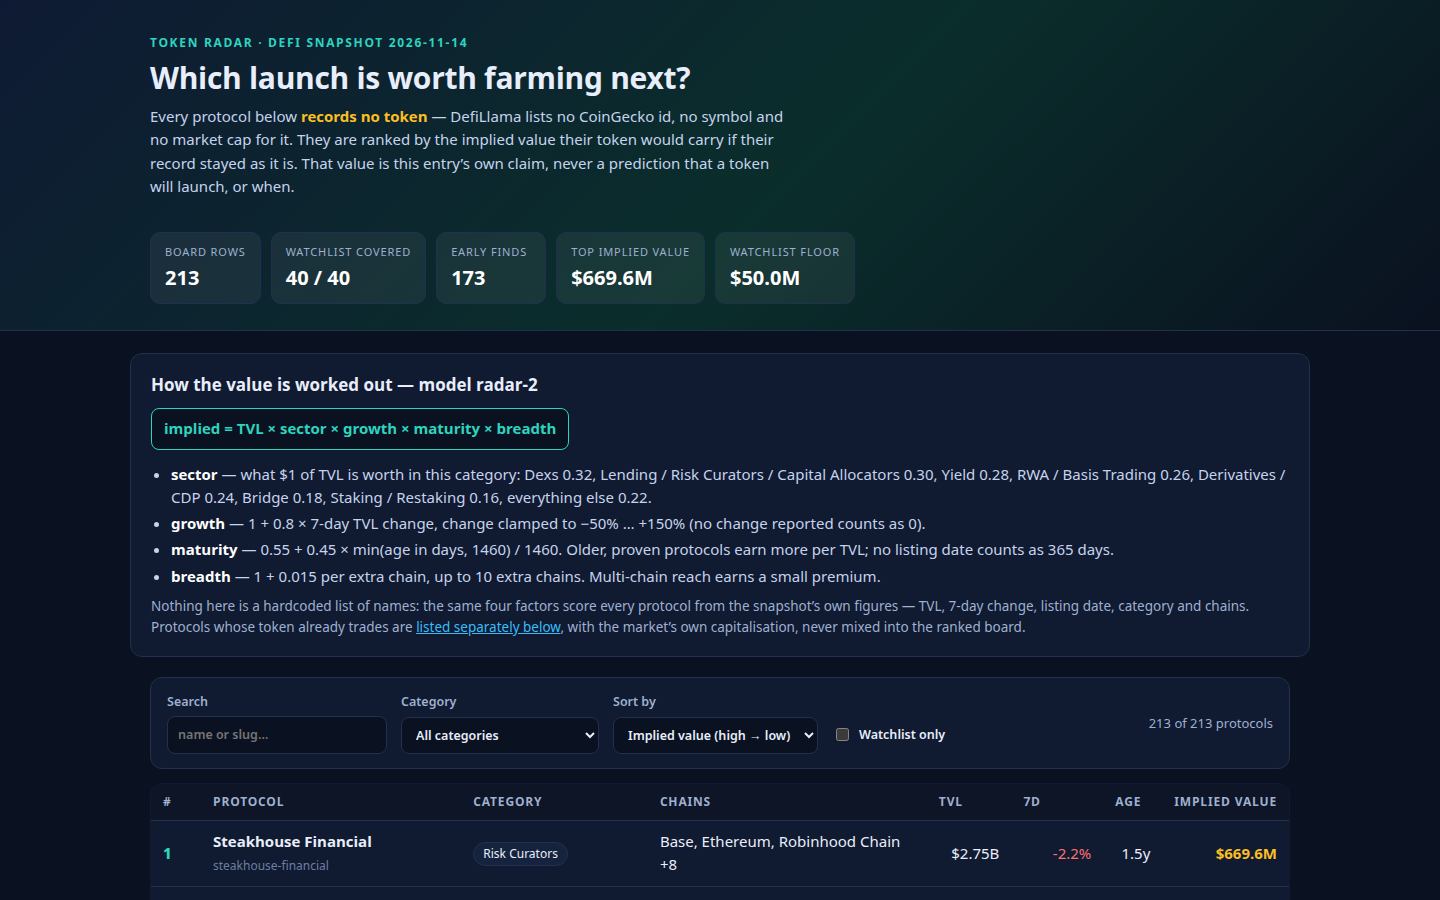 TOKEN RADAR · DEFI SNAPSHOT 2026-11-14
Which launch is worth farming next?
Every protocol below records no token — DefiLlama lists no CoinGecko id, no symbol and
no market cap for it. They are ranked by the implied value their token would carry if their
record stayed as it is. That value is this entry's own claim, never a prediction that a token
will launch, or when.
BOARD ROWS
213
WATCHLIST COVERED
40 / 40
EARLY FINDS
173
TOP IMPLIED VALUE
$669.6M
WATCHLIST FLOOR
$50.0M
How the value is worked out — model radar-2
implied = TVL × sector × growth × maturity × breadth
• sector — what $1 of TVL is worth in this category: Dexs 0.32, Lending / Risk Curators / Capital Allocators 0.30, Yield 0.28, RWA / Basis Trading 0.26, Derivatives /
CDP 0.24, Bridge 0.18, Staking / Restaking 0.16, everything else 0.22.
• growth — 1 + 0.8 × 7-day TVL change, change clamped to −50% … +150% (no change reported counts as 0).
• maturity — 0.55 + 0.45 × min(age in days, 1460) / 1460. Older, proven protocols earn more per TVL; no listing date counts as 365 days.
• breadth — 1 + 0.015 per extra chain, up to 10 extra chains. Multi-chain reach earns a small premium.
Nothing here is a hardcoded list of names: the same four factors score every protocol from the snapshot's own figures — TVL, 7-day change, listing date, category and chains.
Protocols whose token already trades are listed separately below, with the market's own capitalisation, never mixed into the ranked board.
Search
name or slug…
Category
All categories
Sort by
Implied value (high → low)
Watchlist only
213 of 213 protocols
# PROTOCOL CATEGORY CHAINS TVL 7D AGE IMPLIED VALUE
1 Steakhouse Financial Risk Curators Base, Ethereum, Robinhood Chain $2.75B -2.2% 1.5y $669.6M
steakhouse-financial +8